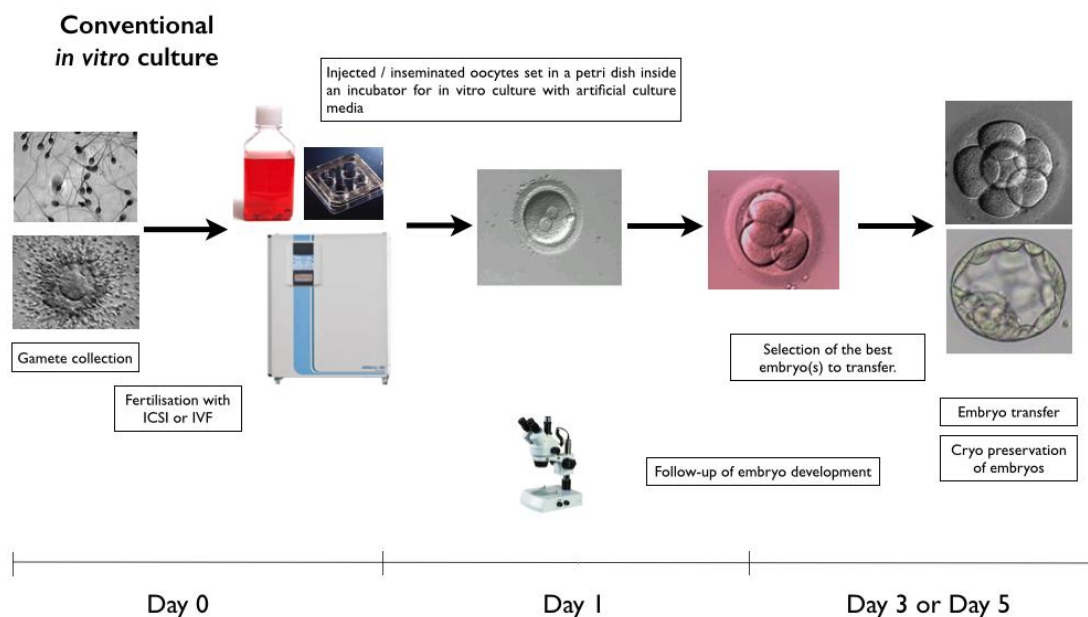 Conventional
in vitro culture
Injected / inseminated oocytes set in a petri dish inside
an incubator for in vitro culture with artificial culture
media
Gamete collection
Fertilisation with
ICSI or IVF
Selection of the best
embryo(s) to transfer.
Follow-up of embryo development
Embryo transfer
Cryo preservation
of embryos
Day 0
Day 1
Day 3 or Day 5